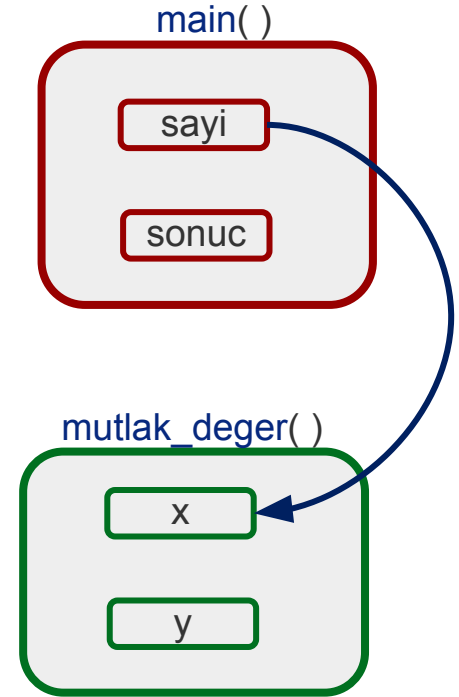 main( )
sayi
sonuc
mutlak_deger( )
x
y